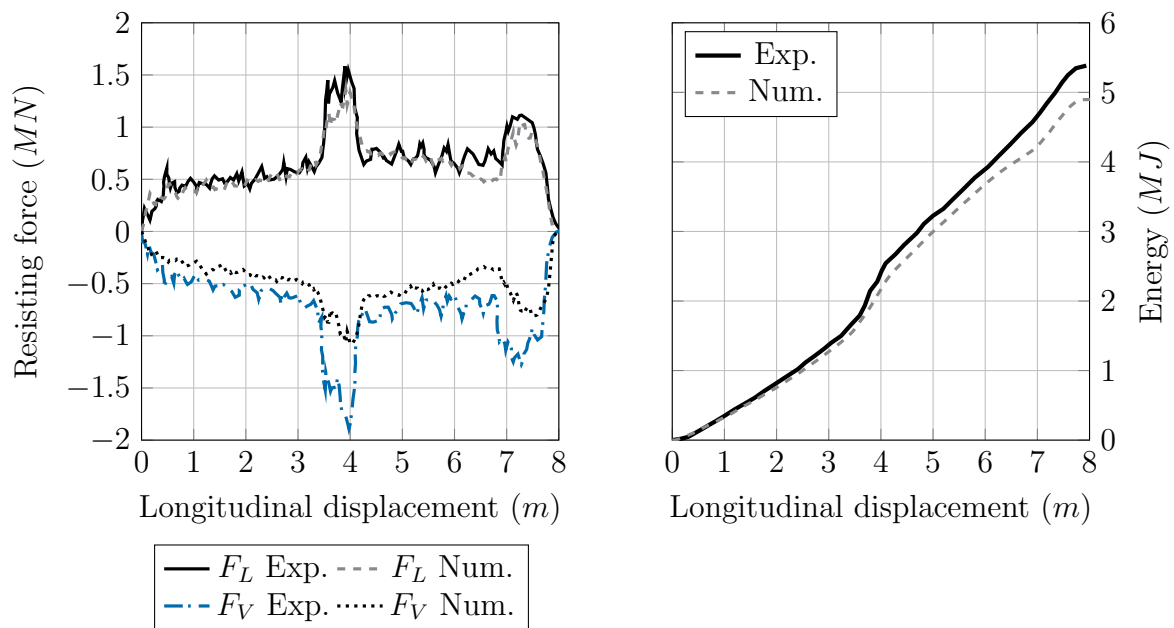 2
1.5
1
0.5
0
−0.5
−1
−1.5
−2
0 1 2 3 4 5 6 7 8
Resisting force (MN)
Longitudinal displacement (m)
F_L Exp. F_L Num.
F_V Exp. F_V Num.
Exp.
Num.
6
5
4
3
2
1
0
0 1 2 3 4 5 6 7 8
Energy (MJ)
Longitudinal displacement (m)